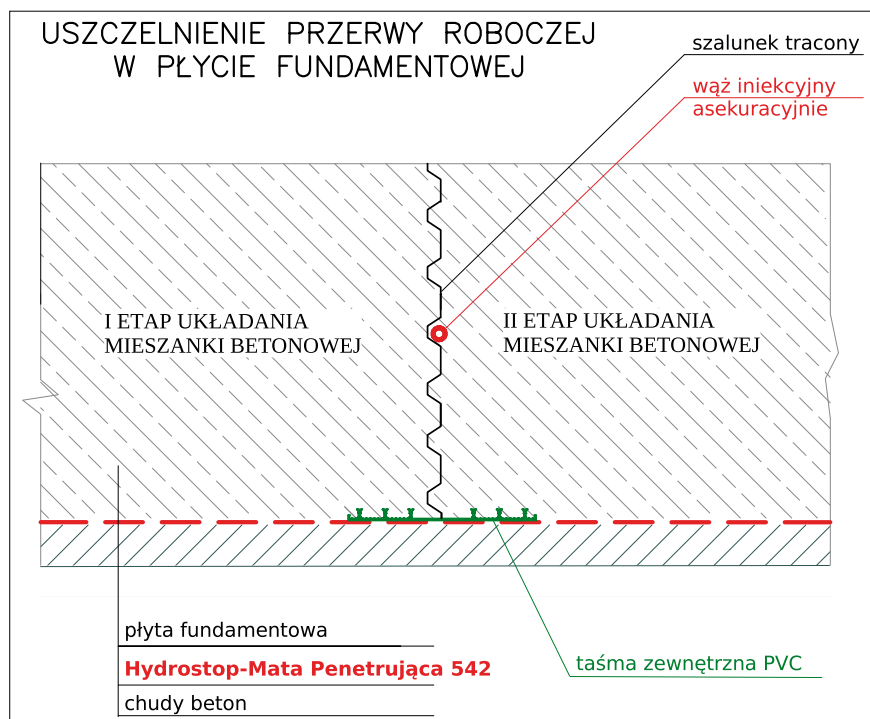 USZCZELNIENIE PRZERWY ROBOCZEJ
W PŁYCIE FUNDAMENTOWEJ
szalunek tracony
wąż iniekcyjny
asekuracyjnie
I ETAP UKŁADANIA
MIESZANKI BETONOWEJ
II ETAP UKŁADANIA
MIESZANKI BETONOWEJ
płyta fundamentowa
Hydrostop-Mata Penetrująca 542
chudy beton
taśma zewnętrzna PVC